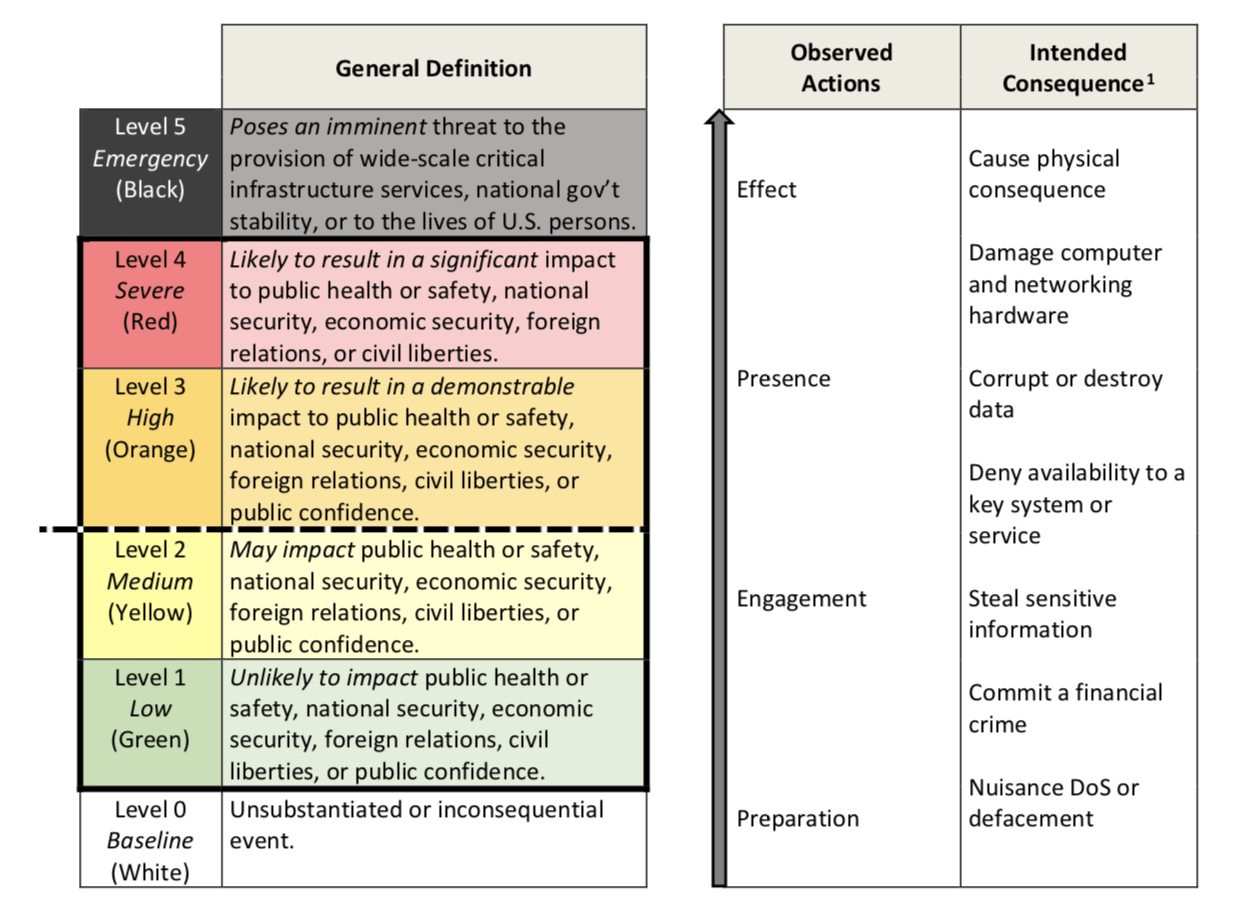 General Definition
Level 5
Emergency
(Black)
Poses an imminent threat to the
provision of wide-scale critical
infrastructure services, national gov’t
stability, or to the lives of U.S. persons.
Level 4
Severe
(Red)
Likely to result in a significant impact
to public health or safety, national
security, economic security, foreign
relations, or civil liberties.
Level 3
High
(Orange)
Likely to result in a demonstrable
impact to public health or safety,
national security, economic security,
foreign relations, civil liberties, or
public confidence.
Level 2
Medium
(Yellow)
May impact public health or safety,
national security, economic security,
foreign relations, civil liberties, or
public confidence.
Level 1
Low
(Green)
Unlikely to impact public health or
safety, national security, economic
security, foreign relations, civil
liberties, or public confidence.
Level 0
Baseline
(White)
Unsubstantiated or inconsequential
event.
Observed
Actions
Intended
Consequence¹
Effect
Cause physical
consequence
Damage computer
and networking
hardware
Presence
Corrupt or destroy
data
Deny availability to a
key system or
service
Engagement
Steal sensitive
information
Commit a financial
crime
Preparation
Nuisance DoS or
defacement